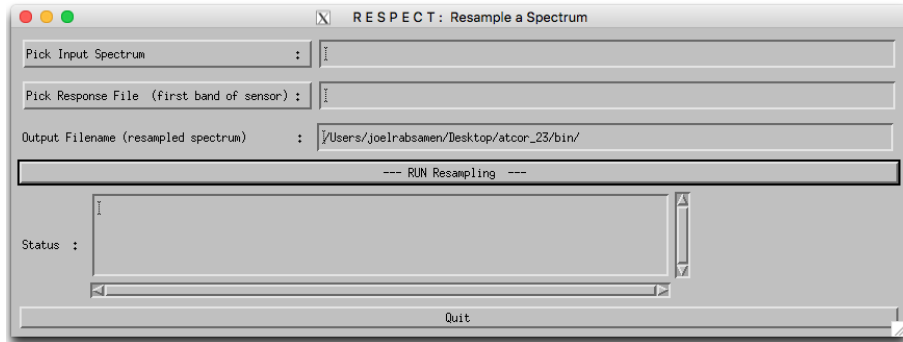 X R E S P E C T : Resample a Spectrum
Pick Input Spectrum :
Pick Response File (first band of sensor) :
Output Filename (resampled spectrum) : /Users/joelrabsamen/Desktop/atcor_23/bin/
--- RUN Resampling ---
Status :
Quit